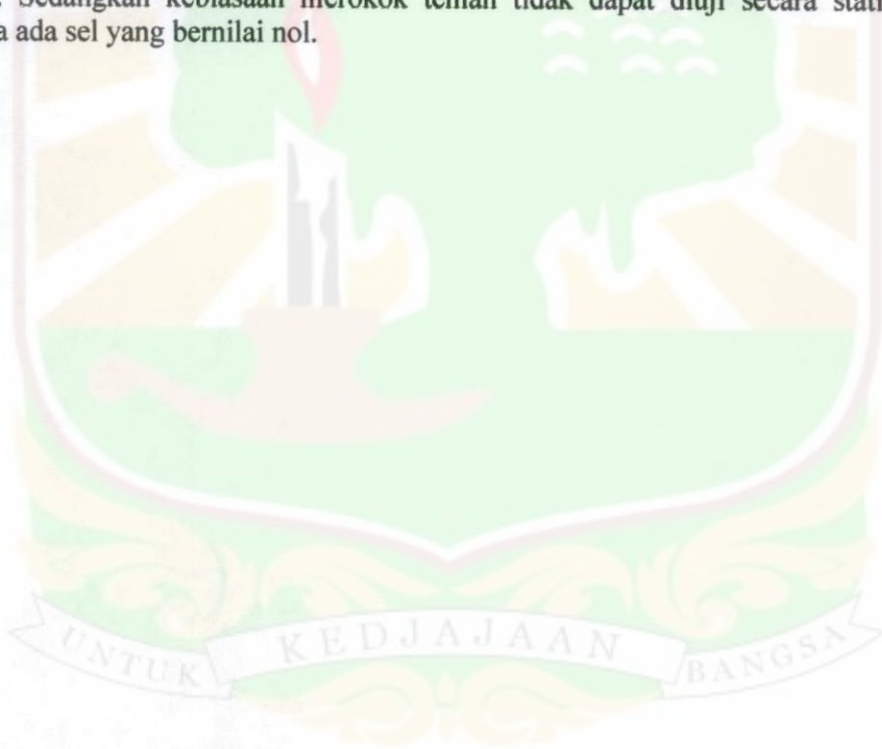 Sedangkan kebiasaan merokok teman tidak dapat diuji secara
ada sel yang bernilai nol.
UNTUK KEDJAJAAN BANGSA